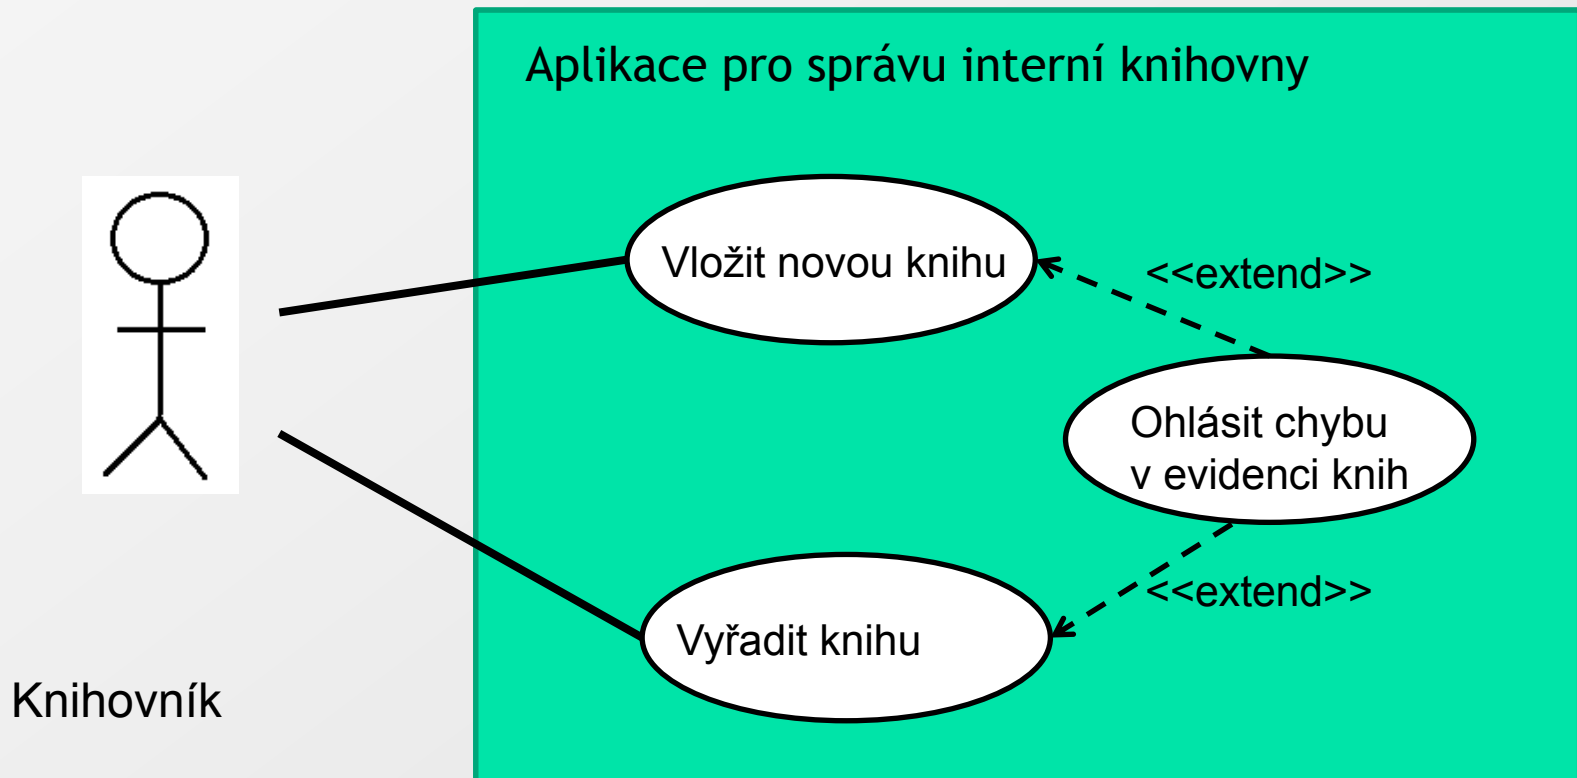 Aplikace pro správu interní knihovny
Vložit novou knihu
<<extend>>
Ohlásit chybu
v evidenci knih
<<extend>>
Vyřadit knihu
Knihovník